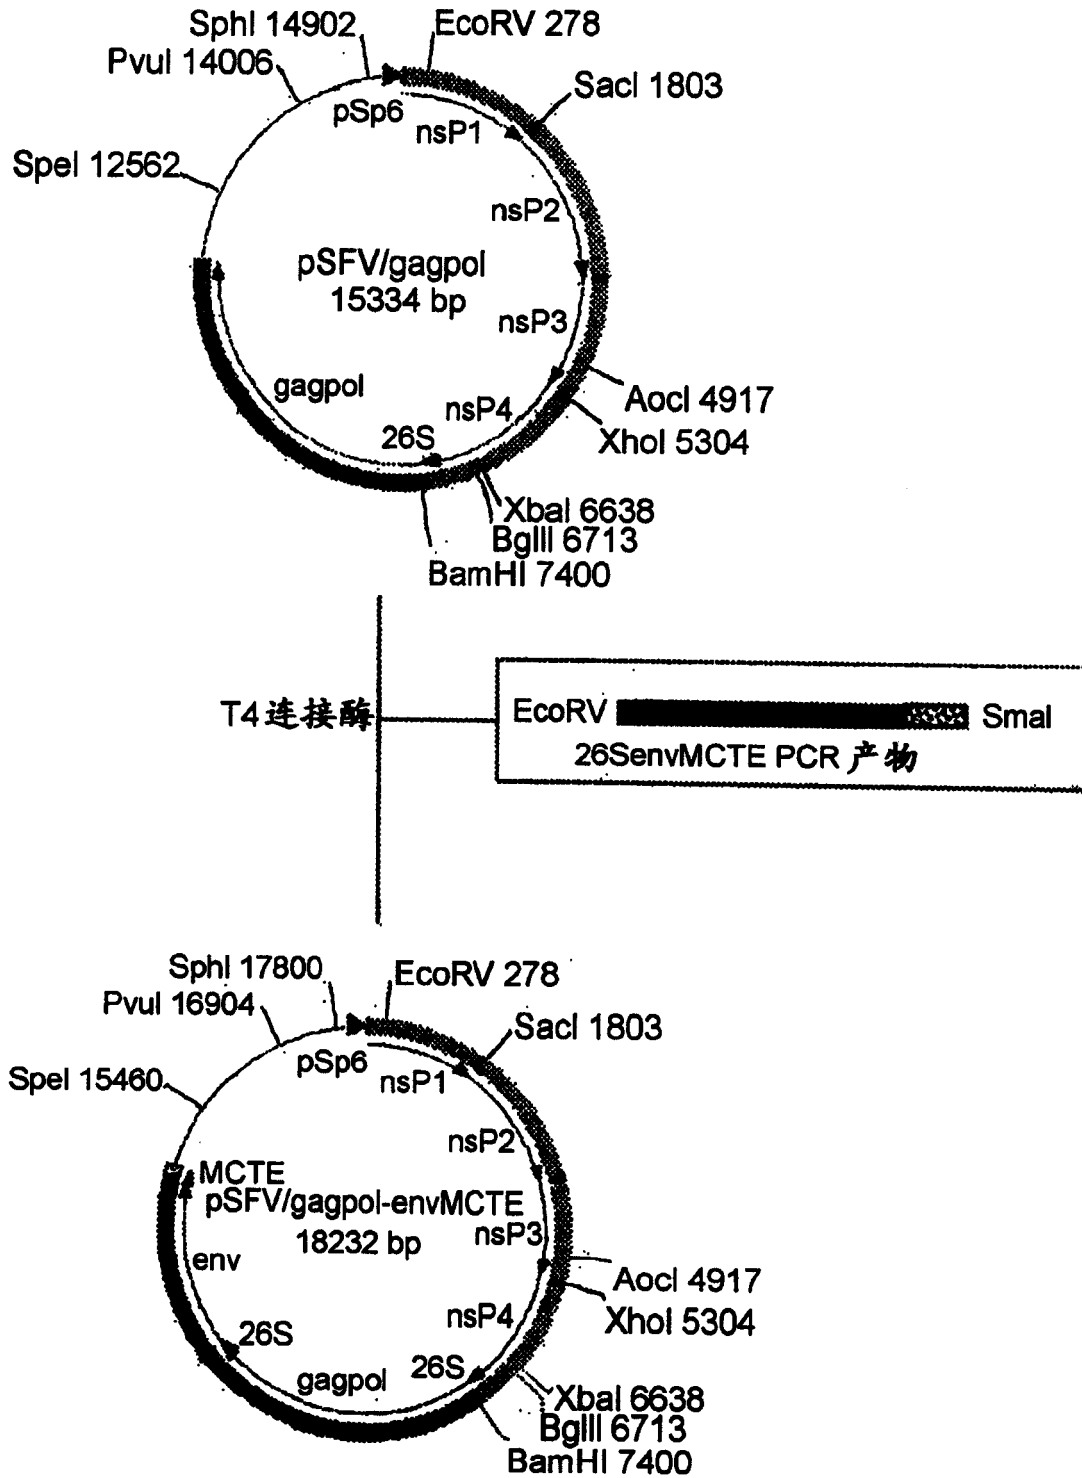 SphI 14902
EcoRV 278
PvuI 14006
SacI 1803
pSp6
nsP1
SpeI 12562
nsP2
pSFV/gagpol
15334 bp
nsP3
gagpol
AocI 4917
nsP4
26S
XhoI 5304
XbaI 6638
BglII 6713
BamHI 7400
T4连接酶
EcoRV
SmaI
26SenvMCTE PCR 产物
SphI 17800
EcoRV 278
PvuI 16904
SacI 1803
pSp6
nsP1
SpeI 15460
nsP2
MCTE
pSFV/gagpol-envMCTE
nsP3
18232 bp
env
AocI 4917
nsP4
XhoI 5304
26S
26S
gagpol
XbaI 6638
BglII 6713
BamHI 7400